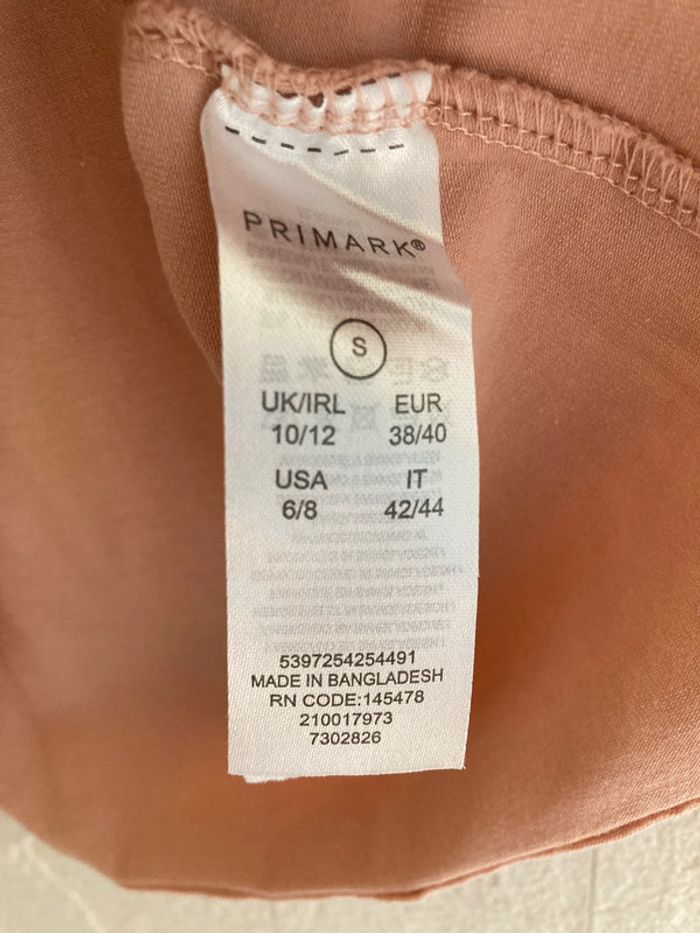 PRIMARK®
S
UK/IRL EUR
10/12 38/40
USA IT
6/8 42/44
5397254254491
MADE IN BANGLADESH
RN CODE:145478
210017973
7302826